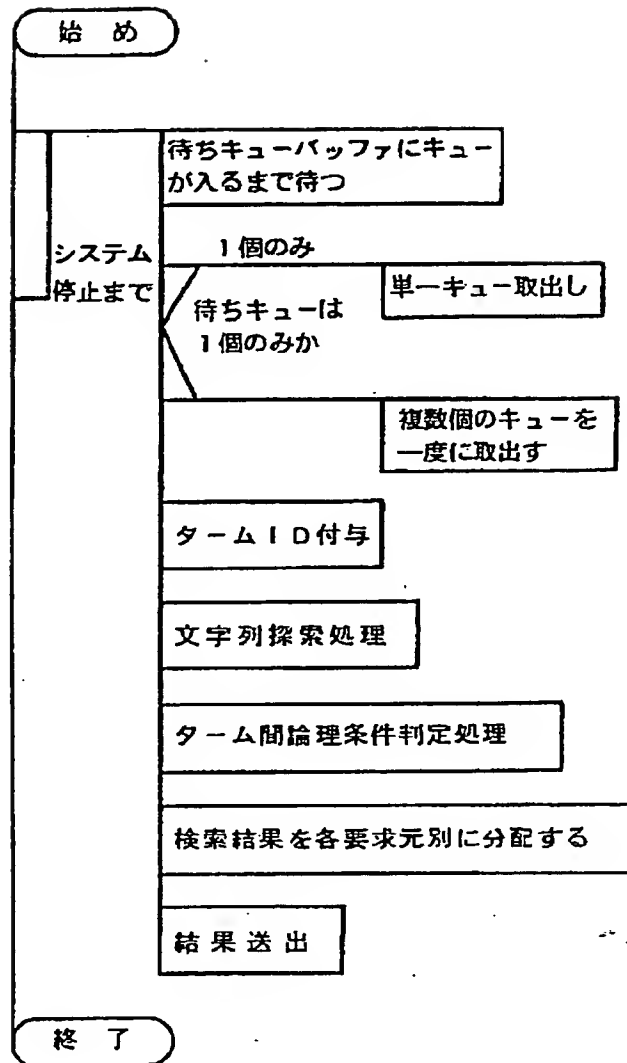 始め
待ちキューバッファにキュー
が入るまで待つ
システム
停止まで
1個のみ
単一キュー取出し
待ちキューは
1個のみか
複数個のキューを
一度に取出す
タームID付与
文字列探索処理
ターム間論理条件判定処理
検索結果を各要求元別に分配する
結果送出
終了